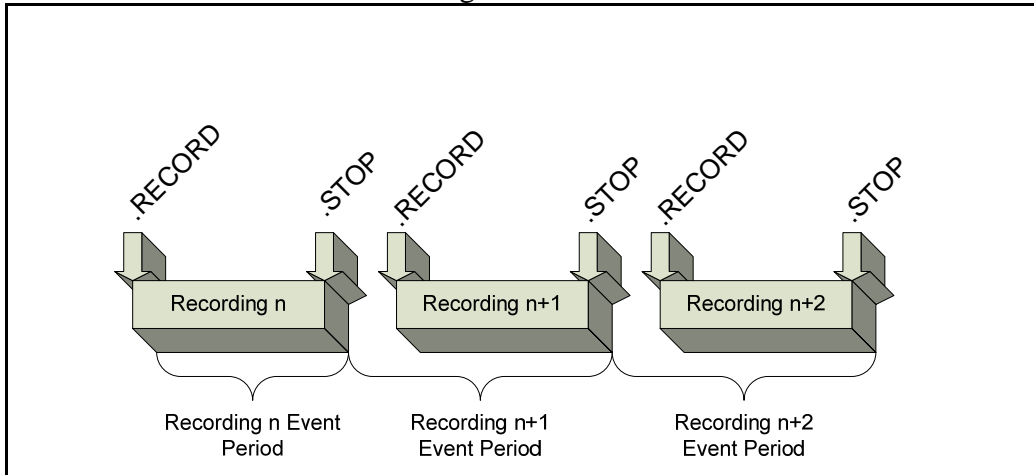 .RECORD
.STOP
.RECORD
.STOP
.RECORD
.STOP
Recording n
Recording n+1
Recording n+2
Recording n Event
Period
Recording n+1
Event Period
Recording n+2
Event Period